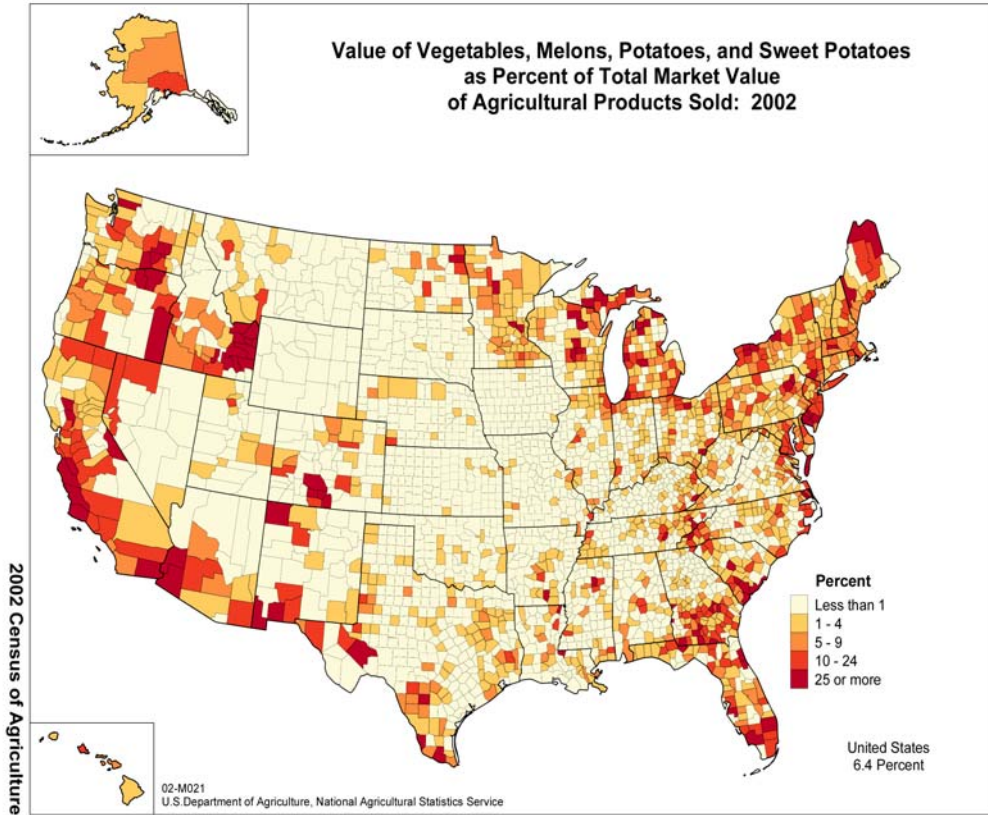 Value of Vegetables, Melons, Potatoes, and Sweet Potatoes
as Percent of Total Market Value
of Agricultural Products Sold: 2002
2002 Census of Agriculture
Percent
Less than 1
1 - 4
5 - 9
10 - 24
25 or more
United States
6.4 Percent
02-M021
U.S.Department of Agriculture, National Agricultural Statistics Service